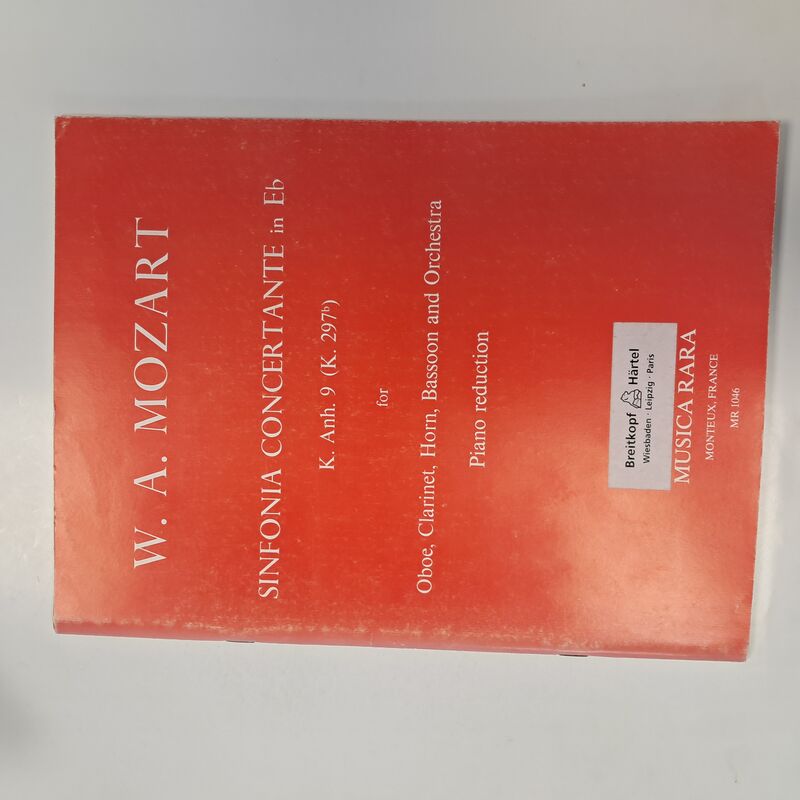 W. A. MOZART
SINFONIA CONCERTANTE in E♭
K. Anh. 9 (K. 297ᵇ)
for
Oboe, Clarinet, Horn, Bassoon and Orchestra
Piano reduction
Breitkopf Härtel
Wiesbaden · Leipzig · Paris
MUSICA RARA
MONTEUX, FRANCE
MR 1046